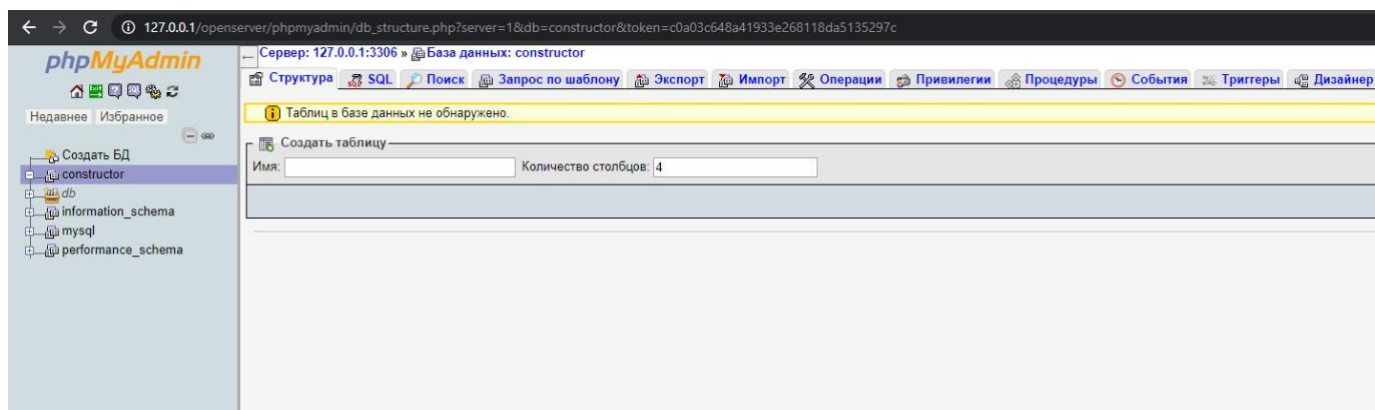 127.0.0.1/openserver/phpmyadmin/db_structure.php?server=1&db=constructor&token=c0a03c648a41933e268118da5135297c
phpMyAdmin
Недавнее Избранное
Создать БД
constructor
db
information_schema
mysql
performance_schema
Сервер: 127.0.0.1:3306 » База данных: constructor
Структура SQL Поиск Запрос по шаблону Экспорт Импорт Операции Привилегии Процедуры События Триггеры Дизайнер
Таблиц в базе данных не обнаружено.
Создать таблицу
Имя: Количество столбцов: 4